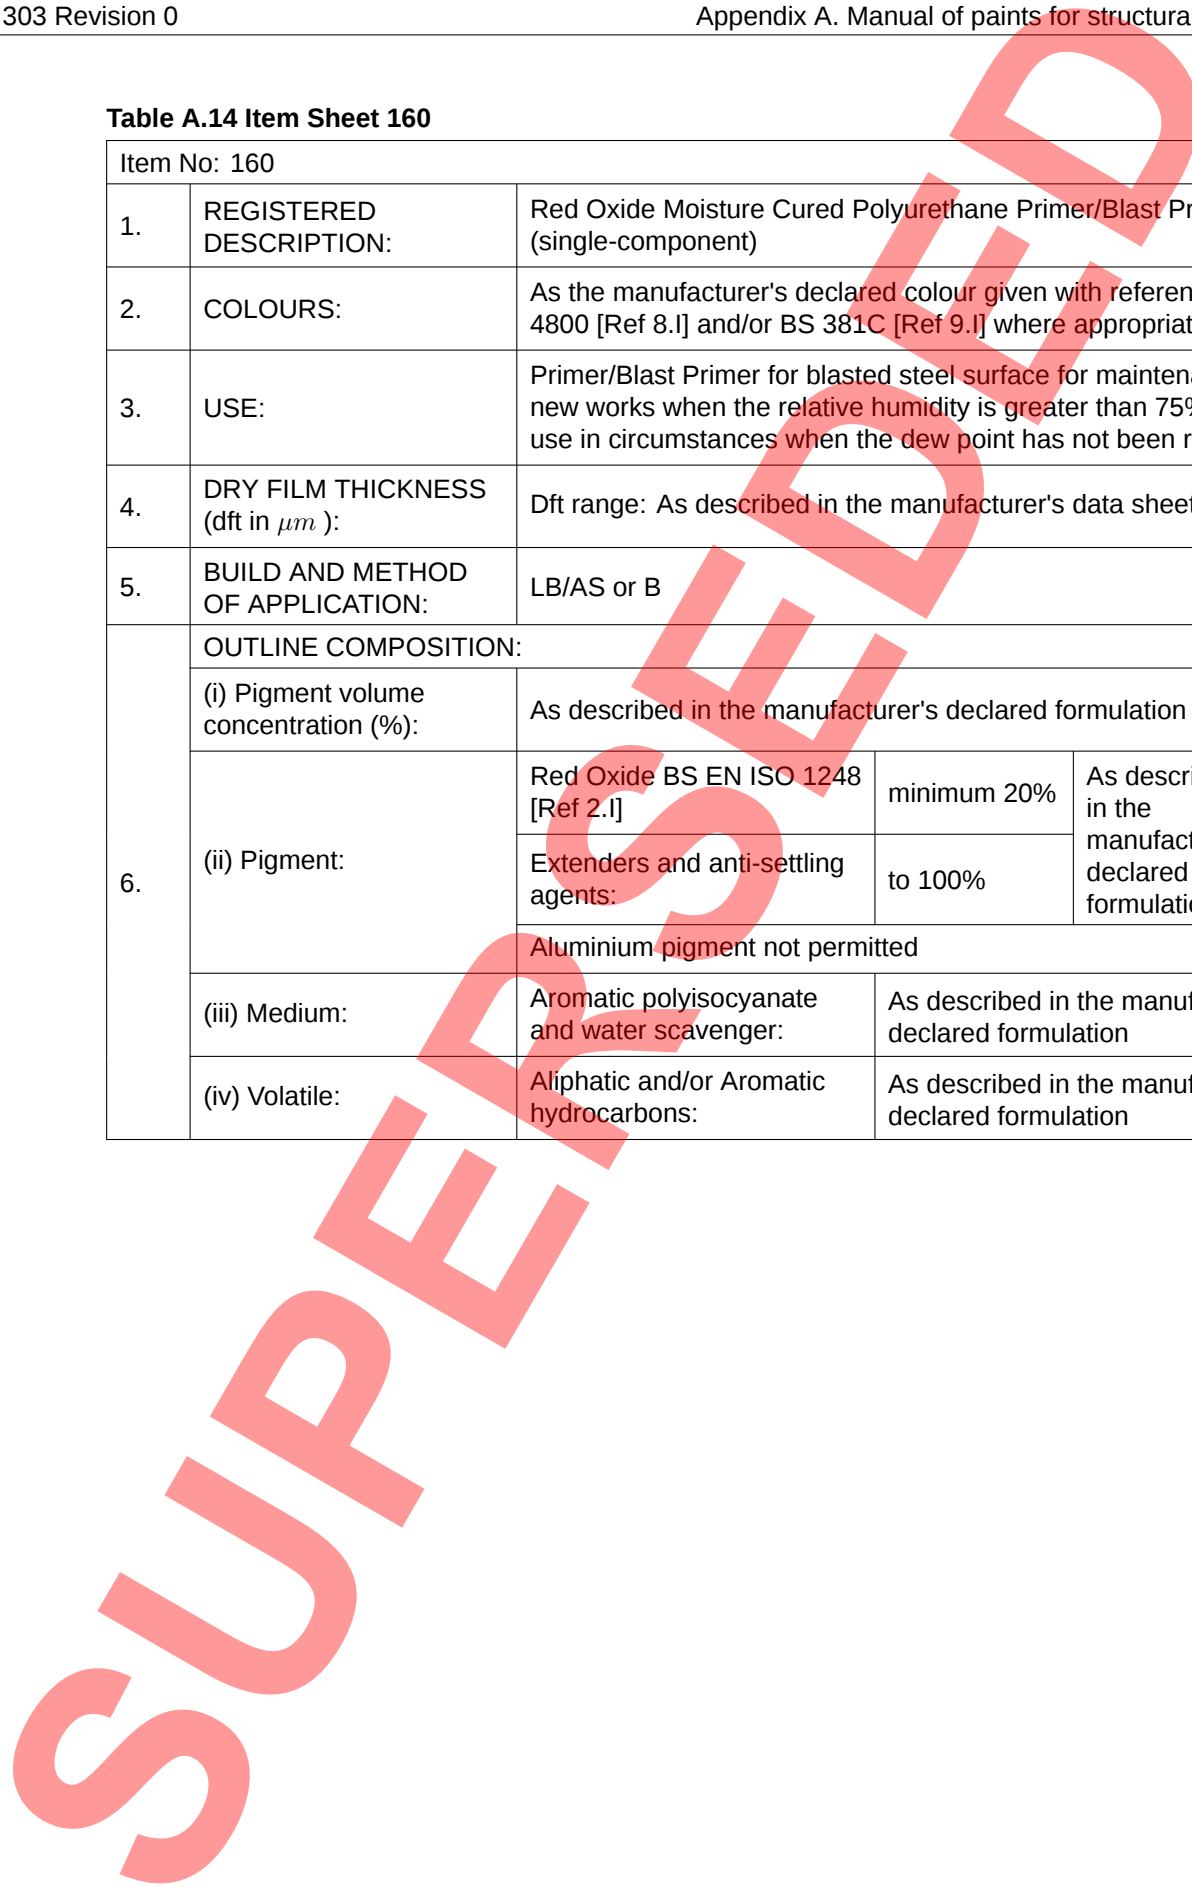 303 Revision 0
Appendix A. Manual of paints for structura
Table A.14 Item Sheet 160
Item No: 160
1.
REGISTERED
DESCRIPTION:
Red Oxide Moisture Cured Polyurethane Primer/Blast Pr
(single-component)
2.
COLOURS:
As the manufacturer's declared colour given with referen
4800 [Ref 8.I] and/or BS 381C [Ref 9.I] where appropriat
3.
USE:
Primer/Blast Primer for blasted steel surface for maintena
new works when the relative humidity is greater than 75%
use in circumstances when the dew point has not been r
4.
DRY FILM THICKNESS
(dft in μm ):
Dft range: As described in the manufacturer's data sheet
5.
BUILD AND METHOD
OF APPLICATION:
LB/AS or B
6.
OUTLINE COMPOSITION:
(i) Pigment volume
concentration (%):
As described in the manufacturer's declared formulation
(ii) Pigment:
Red Oxide BS EN ISO 1248
[Ref 2.I]
minimum 20%
As descri
in the
manufact
declared
formulatio
Extenders and anti-settling
agents:
to 100%
Aluminium pigment not permitted
(iii) Medium:
Aromatic polyisocyanate
and water scavenger:
As described in the manuf
declared formulation
(iv) Volatile:
Aliphatic and/or Aromatic
hydrocarbons:
As described in the manuf
declared formulation
SUPERSEDED